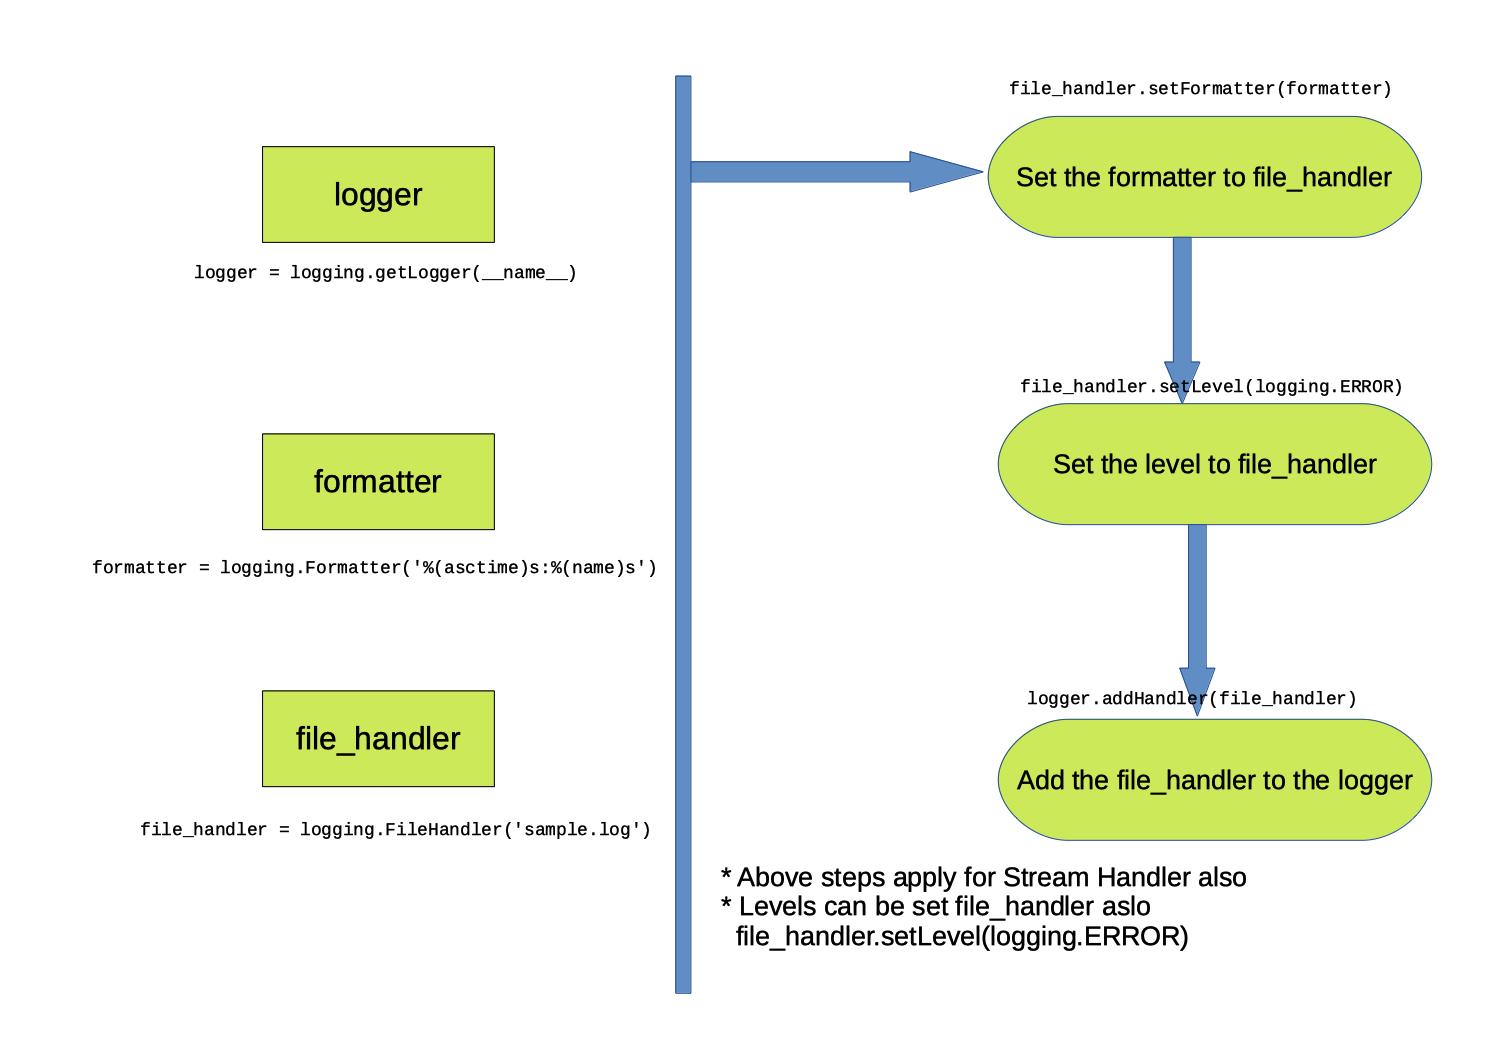 logger
logger = logging.getLogger(__name__)
formatter
formatter = logging.Formatter('%(asctime)s:%(name)s')
file_handler
file_handler = logging.FileHandler('sample.log')
file_handler.setFormatter(formatter)
Set the formatter to file_handler
file_handler.setLevel(logging.ERROR)
Set the level to file_handler
logger.addHandler(file_handler)
Add the file_handler to the logger
* Above steps apply for Stream Handler also
* Levels can be set file_handler aslo
file_handler.setLevel(logging.ERROR)